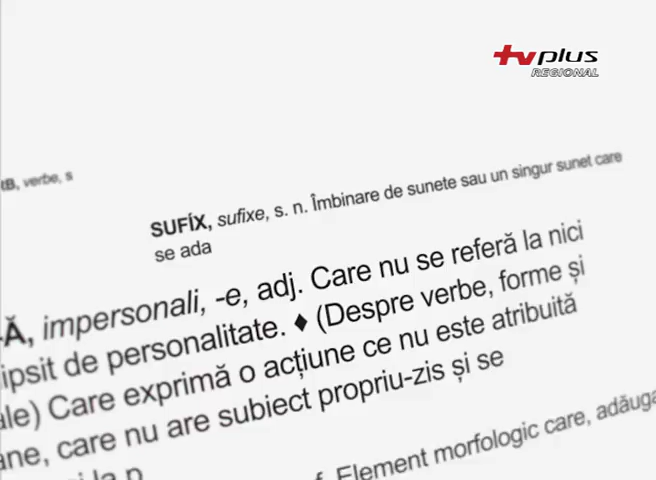 tvplus
REGIONAL
verbe, s
SUFÍX, sufixe, s. n. Îmbinare de sunete sau un singur sunet care
se ada
-Ă, impersonali, -e, adj. Care nu se referă la nici
ipsit de personalitate. ♦ (Despre verbe, forme și
ale) Care exprimă o acțiune ce nu este atribuită
ane, care nu are subiect propriu-zis și se
și la p
f. Element morfologic care, adăuga